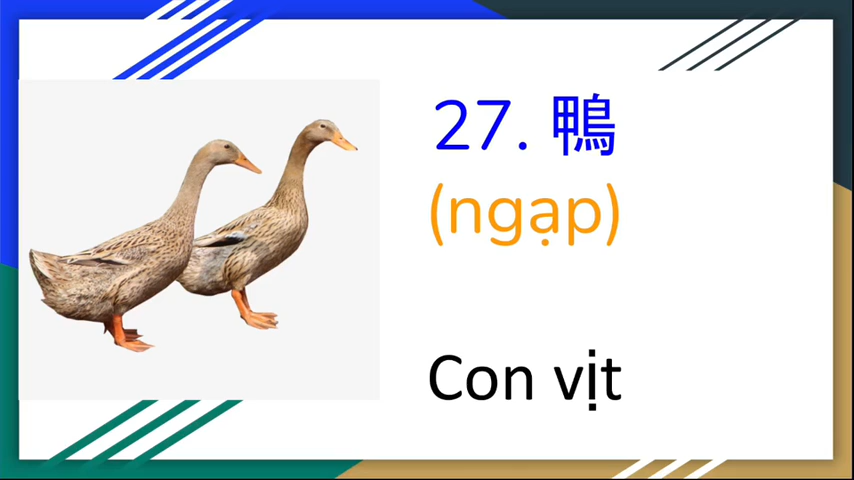 27. 鴨
(ngạp)
Con vịt